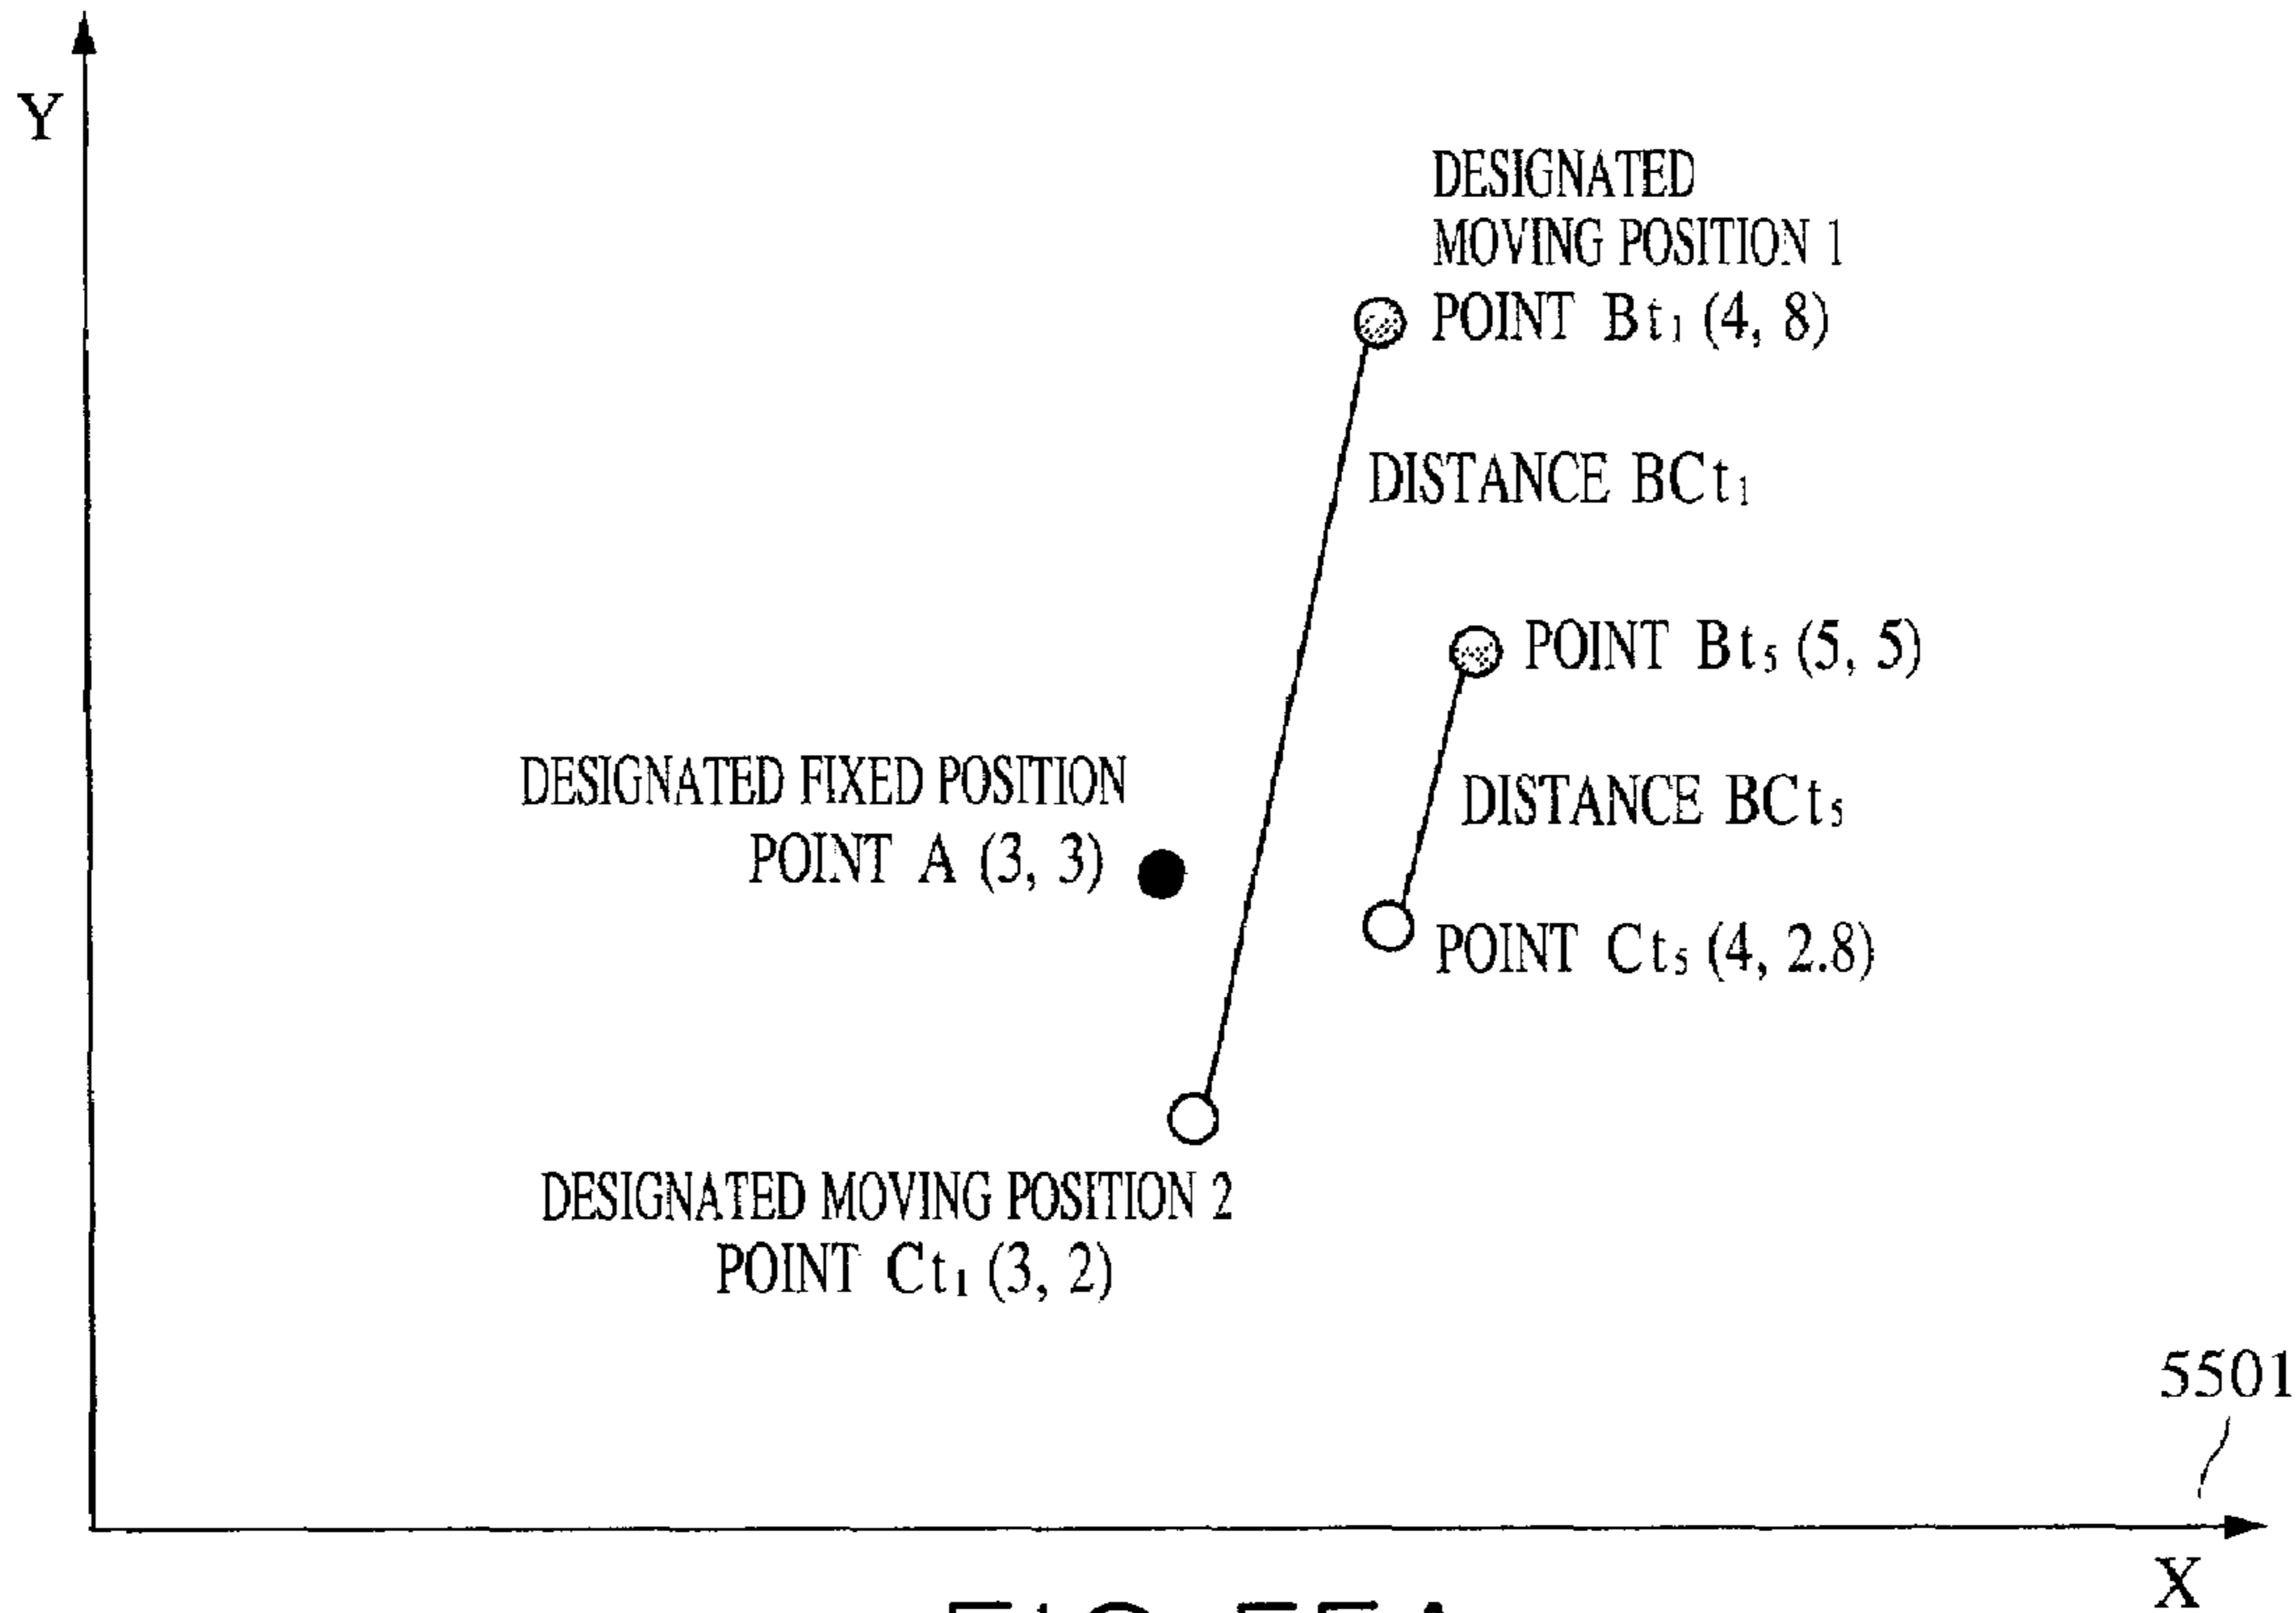 Y
DESIGNATED
MOVING POSITION 1
POINT Bt₁ (4, 8)
DISTANCE BCt₁
POINT Bt₅ (5, 5)
DESIGNATED FIXED POSITION
POINT A (3, 3)
DISTANCE BCt₅
POINT Ct₅ (4, 2.8)
DESIGNATED MOVING POSITION 2
POINT Ct₁ (3, 2)
5501
X